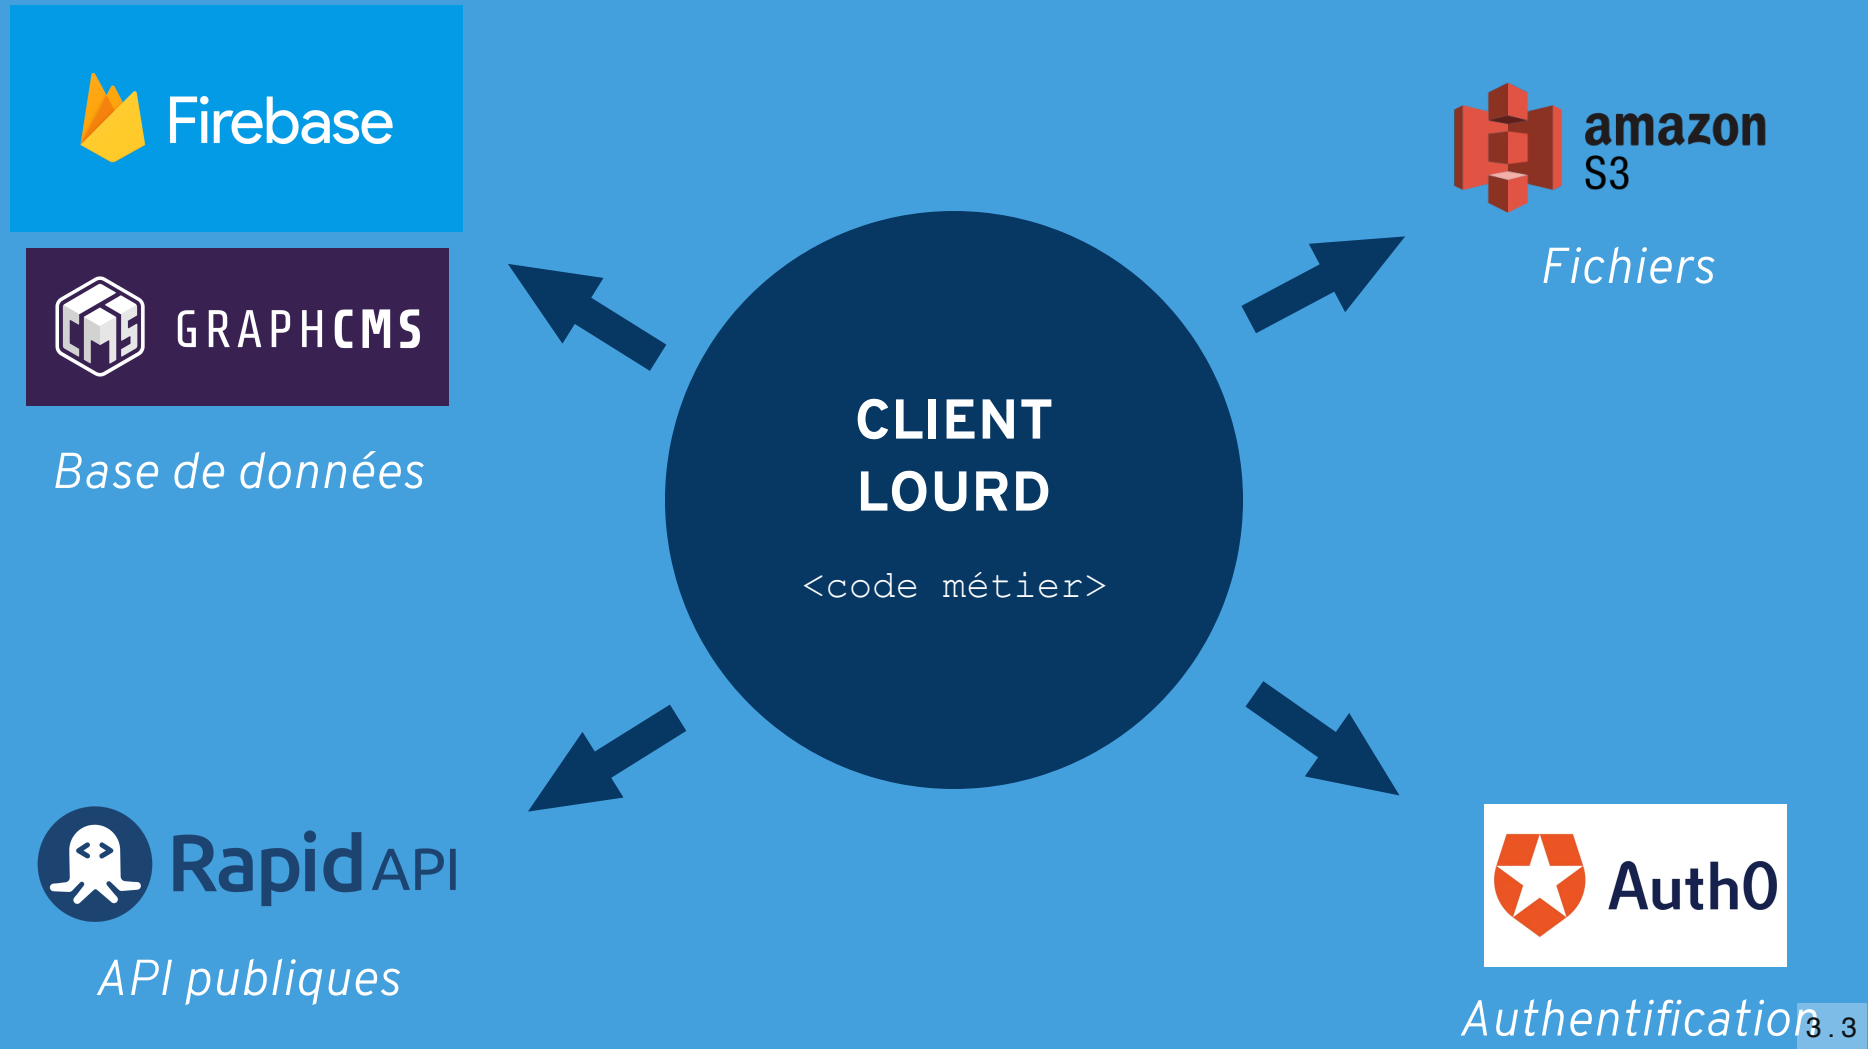 Firebase
GRAPHCMS
CMS
Base de données
amazon
S3
Fichiers
CLIENT
LOURD
<code métier>
RapidAPI
API publiques
Auth0
Authentification
3.3